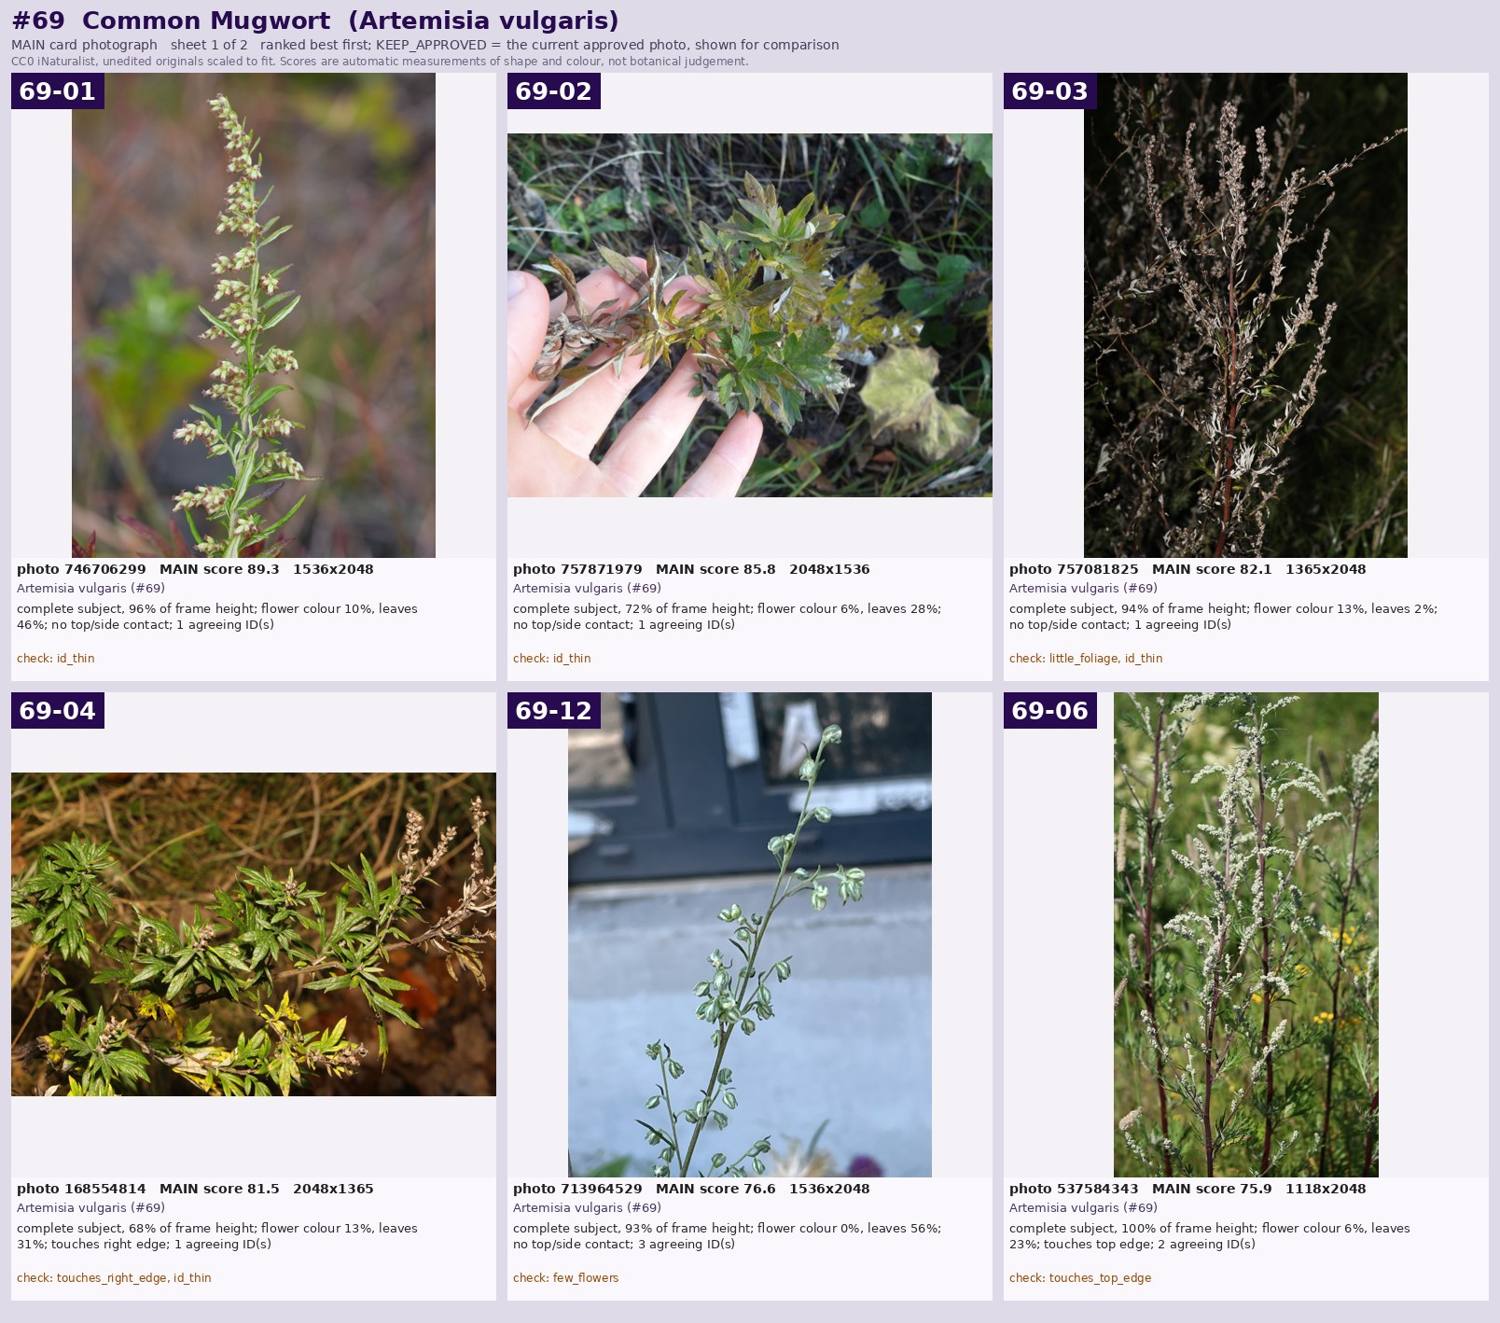 #69 Common Mugwort (Artemisia vulgaris)
MAIN card photograph sheet 1 of 2 ranked best first; KEEP_APPROVED = the current approved photo, shown for comparison
CC0 iNaturalist, unedited originals scaled to fit. Scores are automatic measurements of shape and colour, not botanical judgement.
69-01
photo 746706299 MAIN score 89.3 1536x2048
Artemisia vulgaris (#69)
complete subject, 96% of frame height; flower colour 10%, leaves
46%; no top/side contact; 1 agreeing ID(s)
check: id_thin
69-02
photo 757871979 MAIN score 85.8 2048x1536
Artemisia vulgaris (#69)
complete subject, 72% of frame height; flower colour 6%, leaves 28%;
no top/side contact; 1 agreeing ID(s)
check: id_thin
69-03
photo 757081825 MAIN score 82.1 1365x2048
Artemisia vulgaris (#69)
complete subject, 94% of frame height; flower colour 13%, leaves 2%;
no top/side contact; 1 agreeing ID(s)
check: little_foliage, id_thin
69-04
photo 168554814 MAIN score 81.5 2048x1365
Artemisia vulgaris (#69)
complete subject, 68% of frame height; flower colour 13%, leaves
31%; touches right edge; 1 agreeing ID(s)
check: touches_right_edge, id_thin
69-12
photo 713964529 MAIN score 76.6 1536x2048
Artemisia vulgaris (#69)
complete subject, 93% of frame height; flower colour 0%, leaves 56%;
no top/side contact; 3 agreeing ID(s)
check: few_flowers
69-06
photo 537584343 MAIN score 75.9 1118x2048
Artemisia vulgaris (#69)
complete subject, 100% of frame height; flower colour 6%, leaves
23%; touches top edge; 2 agreeing ID(s)
check: touches_top_edge